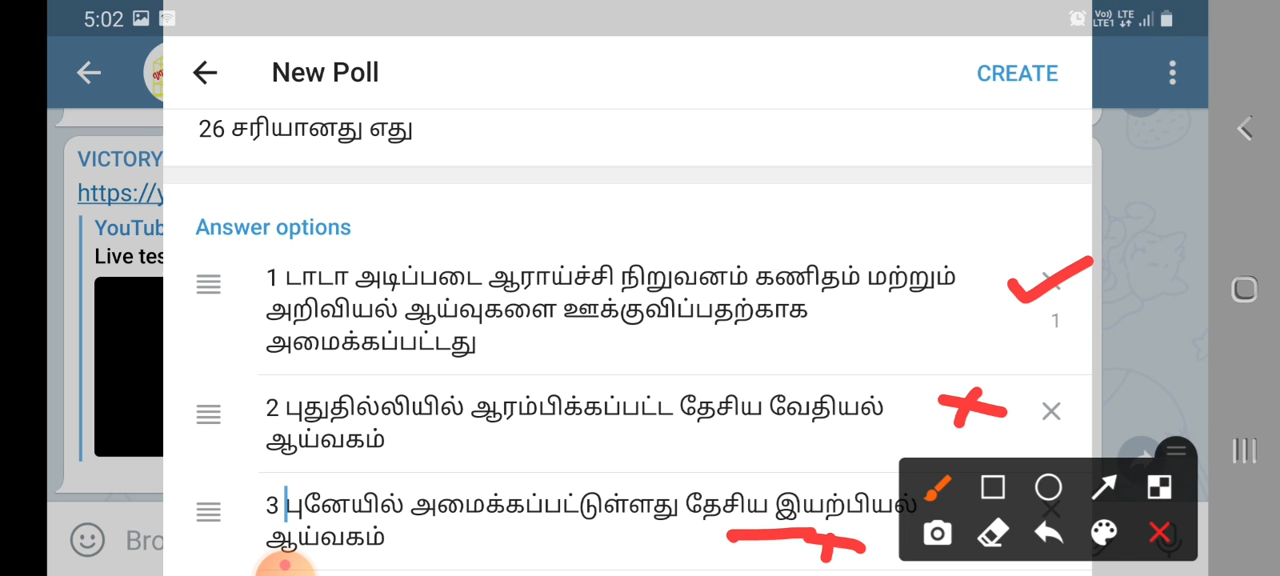 5:02
Vo)) LTE
LTE1
New Poll
CREATE
26 சரியானது எது
VICTORY
https://y
YouTub
Live tes
Answer options
1 டாடா அடிப்படை ஆராய்ச்சி நிறுவனம் கணிதம் மற்றும்
அறிவியல் ஆய்வுகளை ஊக்குவிப்பதற்காக
அமைக்கப்பட்டது
1
2 புதுதில்லியில் ஆரம்பிக்கப்பட்ட தேசிய வேதியல்
ஆய்வகம்
3 புனேயில் அமைக்கப்பட்டுள்ளது தேசிய இயற்பியல்
ஆய்வகம்
Bro